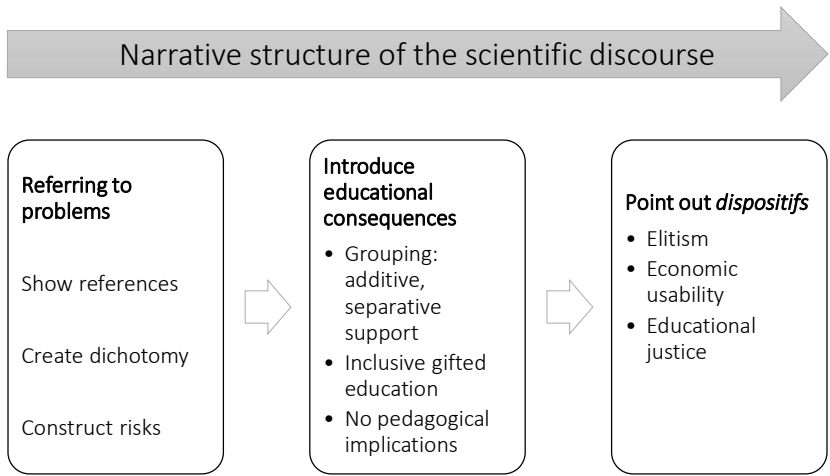 Narrative structure of the scientific discourse
Referring to
problems
Show references
Create dichotomy
Construct risks
Introduce
educational
consequences
• Grouping:
additive,
separative
support
• Inclusive gifted
education
• No pedagogical
implications
Point out dispositifs
• Elitism
• Economic
usability
• Educational
justice